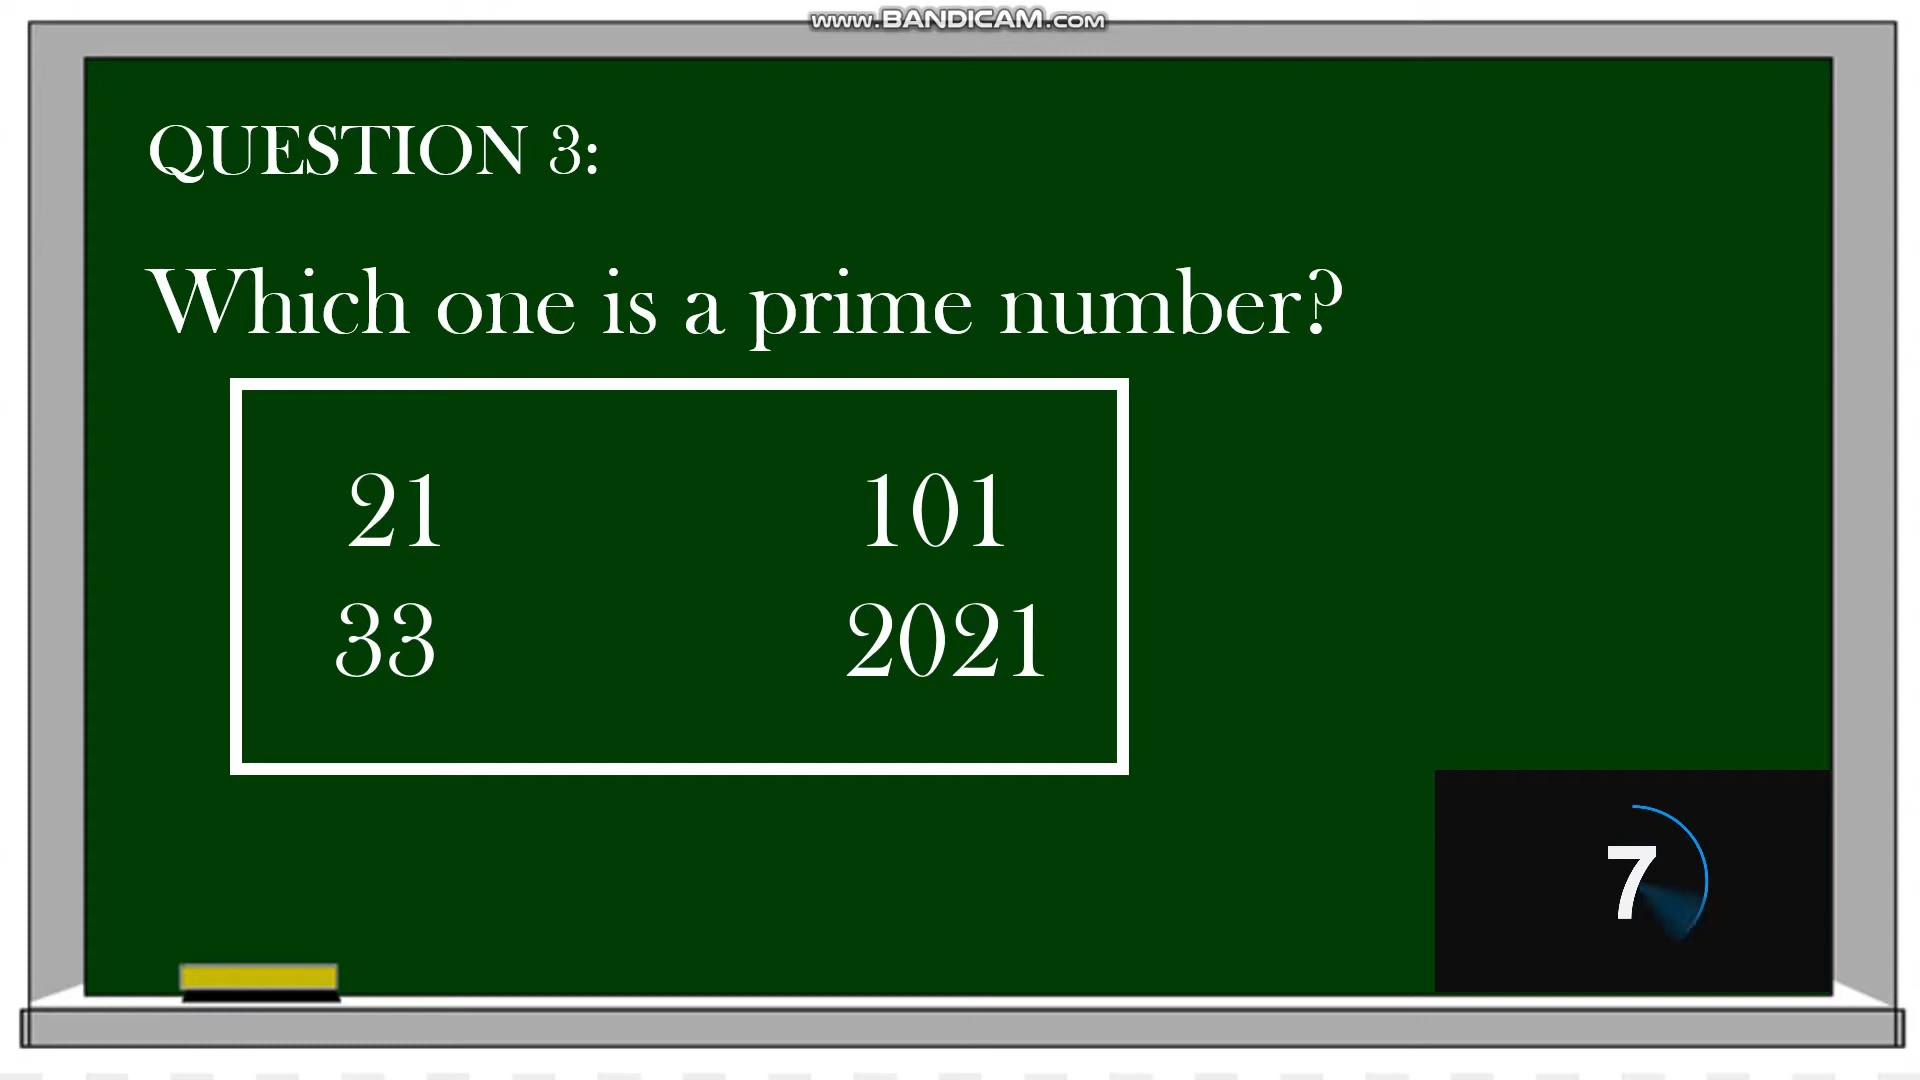 www.BANDICAM.com
QUESTION 3:
Which one is a prime number?
21 101
33 2021
7